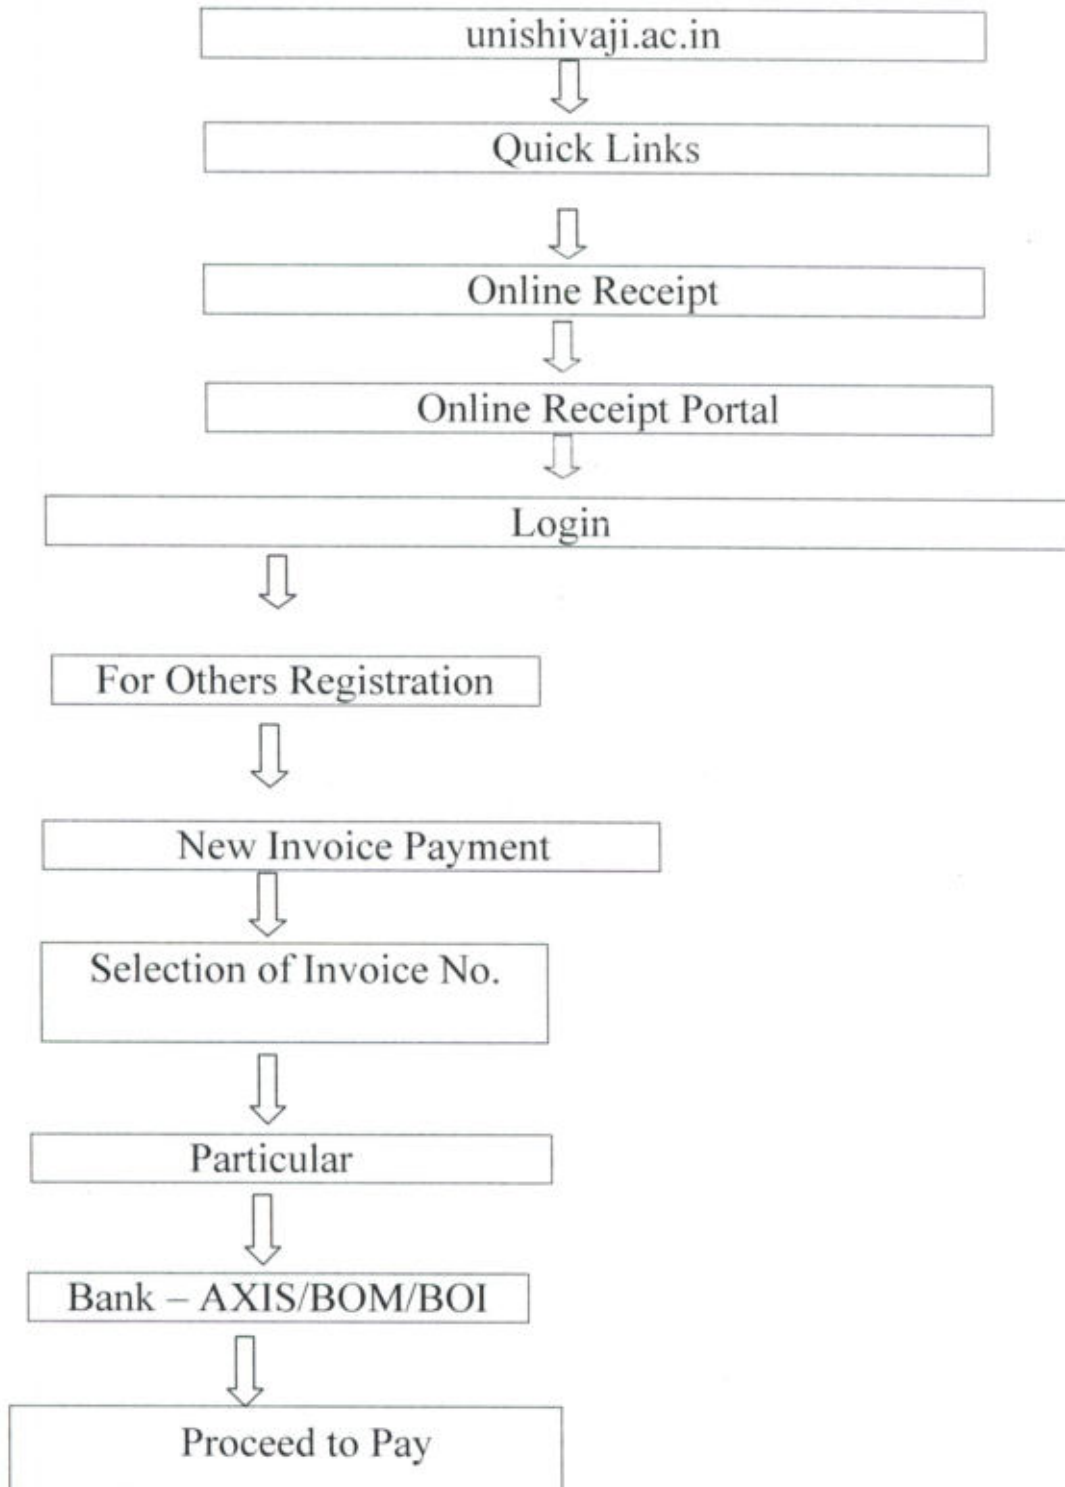 unishivaji.ac.in
Quick Links
Online Receipt
Online Receipt Portal
Login
For Others Registration
New Invoice Payment
Selection of Invoice No.
Particular
Bank – AXIS/BOM/BOI
Proceed to Pay